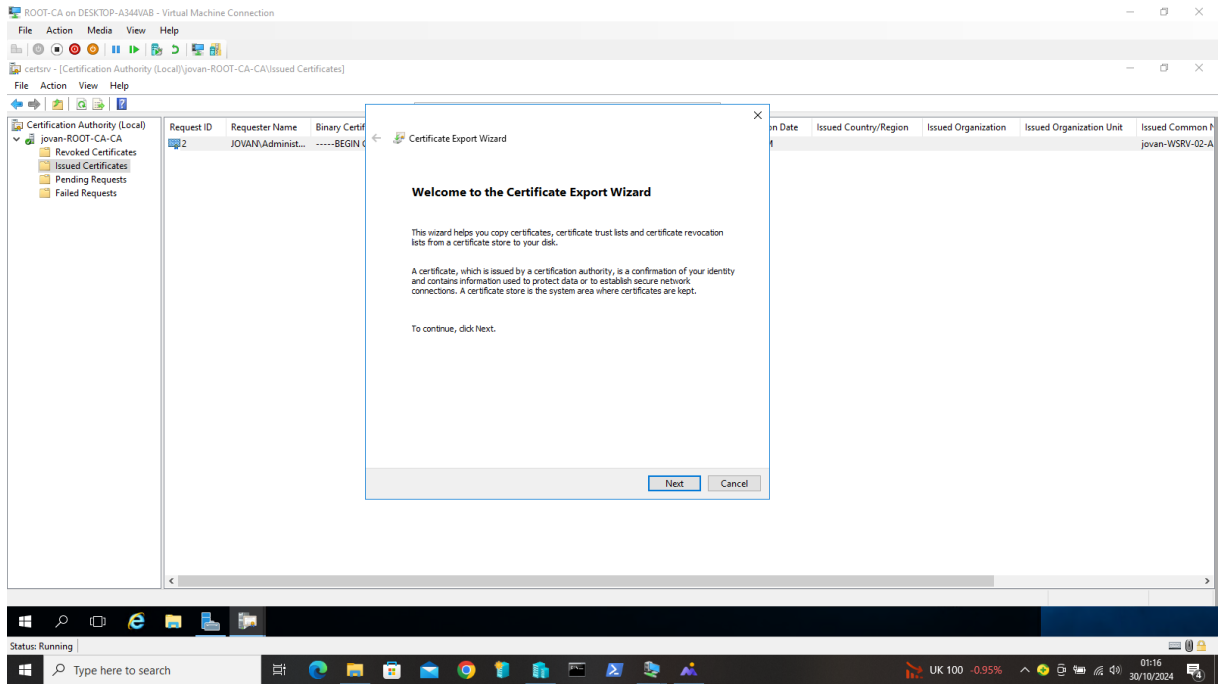 ROOT-CA on DESKTOP-A344VAB - Virtual Machine Connection
File Action Media View Help
certsrv - [Certification Authority (Local)\jovan-ROOT-CA-CA\Issued Certificates]
File Action View Help
Certification Authority (Local)
jovan-ROOT-CA-CA
Revoked Certificates
Issued Certificates
Pending Requests
Failed Requests
Request ID Requester Name Binary Certif on Date Issued Country/Region Issued Organization Issued Organization Unit Issued Common N
2 JOVAN\Administ... -----BEGIN C M jovan-WSRV-02-A
Certificate Export Wizard
Welcome to the Certificate Export Wizard
This wizard helps you copy certificates, certificate trust lists and certificate revocation
lists from a certificate store to your disk.
A certificate, which is issued by a certification authority, is a confirmation of your identity
and contains information used to protect data or to establish secure network
connections. A certificate store is the system area where certificates are kept.
To continue, click Next.
Next Cancel
Status: Running
Type here to search
UK 100 -0.95%
01:16
30/10/2024
4